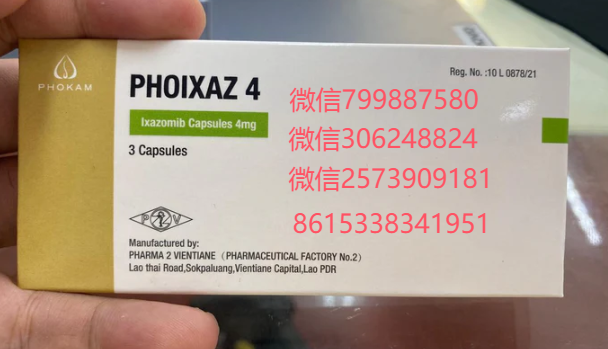 PHOKAM
Reg. No. :10 L 0878/21
PHOIXAZ 4
微信799887580
Ixazomib Capsules 4mg
微信306248824
3 Capsules
微信2573909181
8615338341951
P V
Manufactured by:
PHARMA 2 VIENTIANE（PHARMACEUTICAL FACTORY No.2）
Lao thai Road,Sokpaluang,Vientiane Capital,Lao PDR